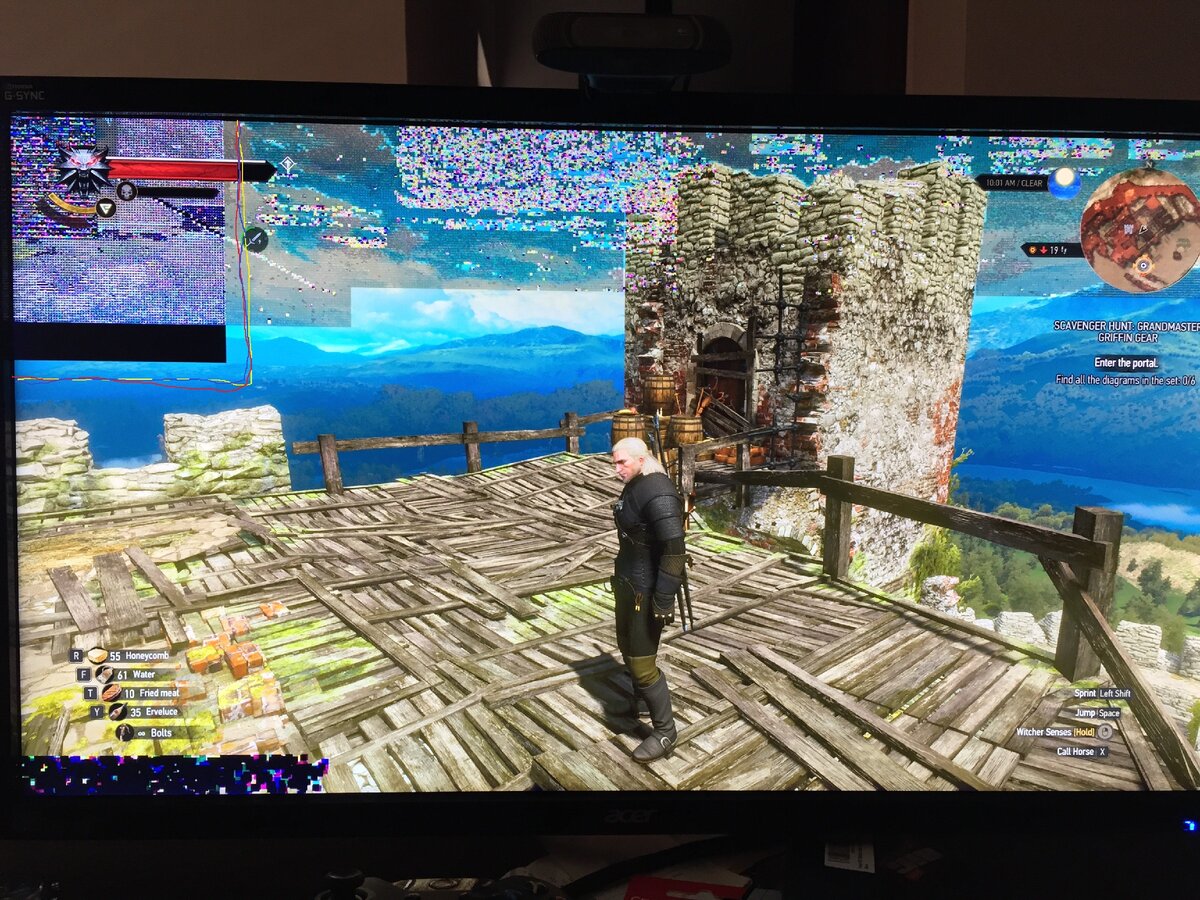 G-SYNC
10:01 AM / CLEAR
19
SCAVENGER HUNT: GRANDMASTER
GRIFFIN GEAR
Enter the portal.
Find all the diagrams in the set: 0/6
R 55 Honeycomb
F 61 Water
T 10 Fried meat
Y 35 Erveluce
∞ Bolts
Sprint Left Shift
Jump Space
Witcher Senses [Hold]
Call Horse X
acer